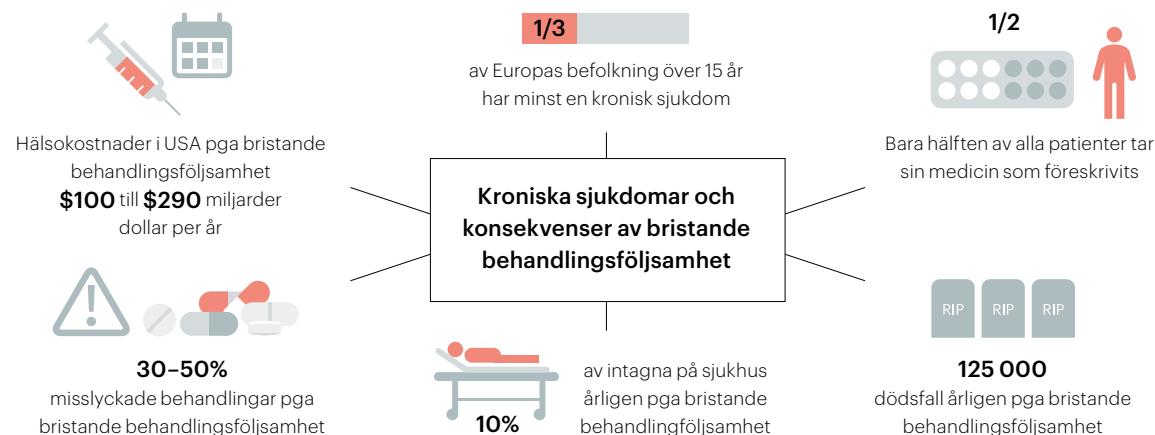 Hälsokostnader i USA pga bristande
behandlingsföljsamhet
$100 till $290 miljarder
dollar per år
1/3
av Europas befolkning över 15 år
har minst en kronisk sjukdom
1/2
Bara hälften av alla patienter tar
sin medicin som föreskrivits
Kroniska sjukdomar och
konsekvenser av bristande
behandlingsföljsamhet
30–50%
misslyckade behandlingar pga
bristande behandlingsföljsamhet
10%
av intagna på sjukhus
årligen pga bristande
behandlingföljsamhet
RIP RIP RIP
125 000
dödsfall årligen pga bristande
behandlingsföljsamhet